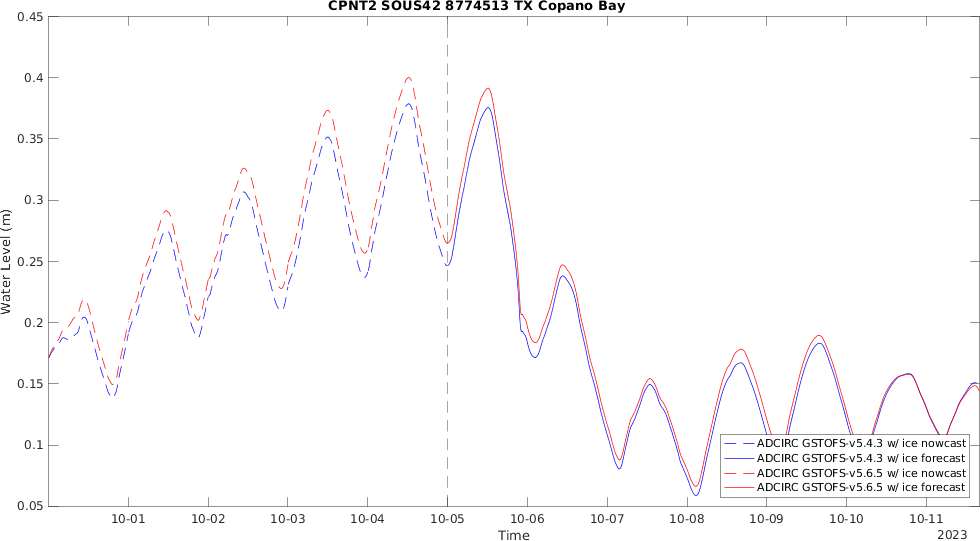 CPNT2 SOUS42 8774513 TX Copano Bay
0.45
0.4
0.35
0.3
0.25
0.2
0.15
0.1
0.05
Water Level (m)
ADCIRC GSTOFS-v5.4.3 w/ ice nowcast
ADCIRC GSTOFS-v5.4.3 w/ ice forecast
ADCIRC GSTOFS-v5.6.5 w/ ice nowcast
ADCIRC GSTOFS-v5.6.5 w/ ice forecast
10-01 10-02 10-03 10-04 10-05 10-06 10-07 10-08 10-09 10-10 10-11
Time 2023